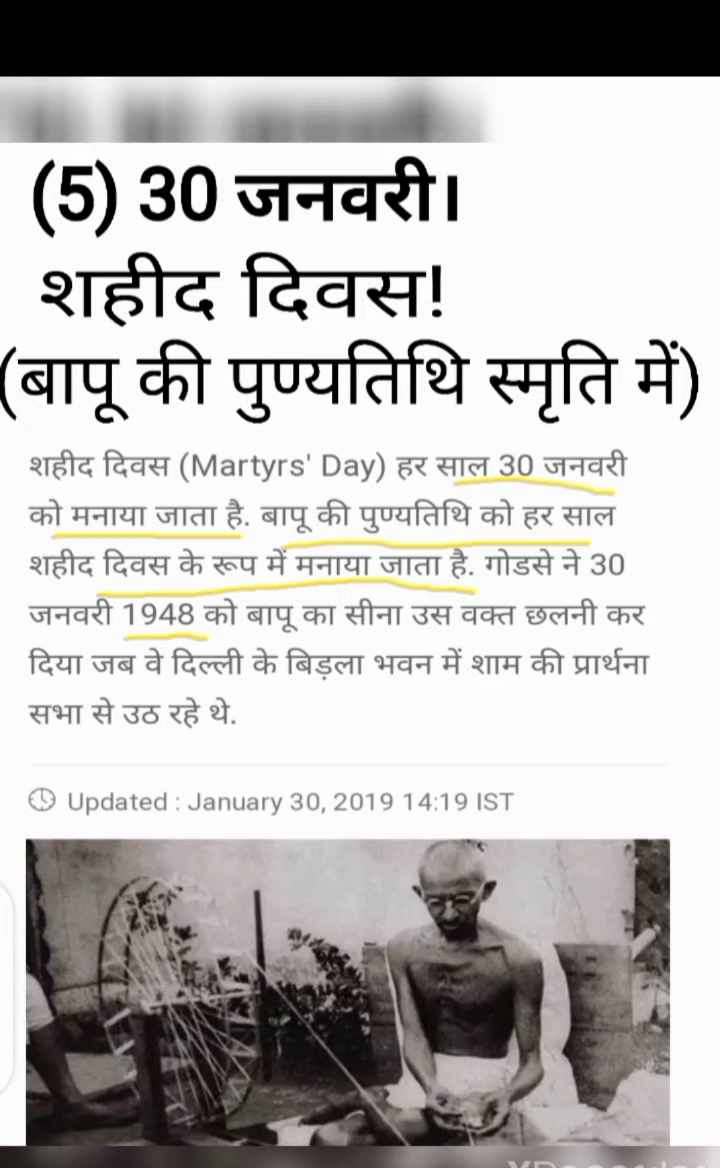 (5) 30 जनवरी।
शहीद दिवस!
(बापू की पुण्यतिथि स्मृति में)
शहीद दिवस (Martyrs' Day) हर साल 30 जनवरी
को मनाया जाता है. बापू की पुण्यतिथि को हर साल
शहीद दिवस के रूप में मनाया जाता है. गोडसे ने 30
जनवरी 1948 को बापू का सीना उस वक्त छलनी कर
दिया जब वे दिल्ली के बिड़ला भवन में शाम की प्रार्थना
सभा से उठ रहे थे.
Updated : January 30, 2019 14:19 IST